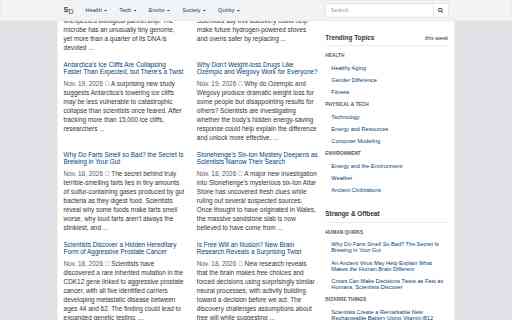 SD
Health
Tech
Enviro
Society
Quirky
Search
microbe has an unusually tiny genome,
yet more than a quarter of its DNA is
devoted ...
make future hydrogen-powered stoves
and ovens safer by replacing ...
Antarctica's Ice Cliffs Are Collapsing
Faster Than Expected, but There's a Twist
Nov. 19, 2026 □ A surprising new study
suggests Antarctica's towering ice cliffs
may be less vulnerable to catastrophic
collapse than scientists once feared. After
tracking more than 15,000 ice cliffs,
researchers ...
Why Don't Weight-loss Drugs Like
Ozempic and Wegovy Work for Everyone?
Nov. 19, 2026 □ Why do Ozempic and
Wegovy produce dramatic weight loss for
some people but disappointing results for
others? Scientists are investigating
whether the body's hidden energy-saving
response could help explain the difference
and unlock more effective, ...
Why Do Farts Smell so Bad? the Secret Is
Brewing in Your Gut
Nov. 18, 2026 □ The secret behind truly
terrible-smelling farts lies in tiny amounts
of sulfur-containing gases produced by gut
bacteria as they digest food. Scientists
reveal why some foods make farts smell
worse, why loud farts aren't always the
stinkiest, and ...
Stonehenge's Six-ton Mystery Deepens as
Scientists Narrow Their Search
Nov. 18, 2026 □ A major new investigation
into Stonehenge's mysterious six-ton Altar
Stone has uncovered fresh clues while
ruling out several suspected sources.
Once thought to have originated in Wales,
the massive sandstone slab is now
believed to have come from ...
Scientists Discover a Hidden Hereditary
Form of Aggressive Prostate Cancer
Nov. 18, 2026 □ Scientists have
discovered a rare inherited mutation in the
CDK12 gene linked to aggressive prostate
cancer, with all five identified carriers
developing metastatic disease between
ages 44 and 62. The finding could lead to
expanded genetic testing ...
Is Free Will an Illusion? New Brain
Research Reveals a Surprising Twist
Nov. 18, 2026 □ New research reveals
that the brain makes free choices and
forced decisions using surprisingly similar
neural processes, with activity building
toward a decision before we act. The
discovery challenges assumptions about
free will while suggesting ...
Trending Topics
this week
HEALTH
Healthy Aging
Gender Difference
Fitness
PHYSICAL & TECH
Technology
Energy and Resources
Computer Modeling
ENVIRONMENT
Energy and the Environment
Weather
Ancient Civilizations
Strange & Offbeat
HUMAN QUIRKS
Why Do Farts Smell So Bad? The Secret Is
Brewing in Your Gut
An Ancient Virus May Help Explain What
Makes the Human Brain Different
Crows Can Make Decisions Twice as Fast as
Humans, Scientists Discover
BIZARRE THINGS
Scientists Create a Remarkable New
Rechargeable Battery Using Vitamin B12